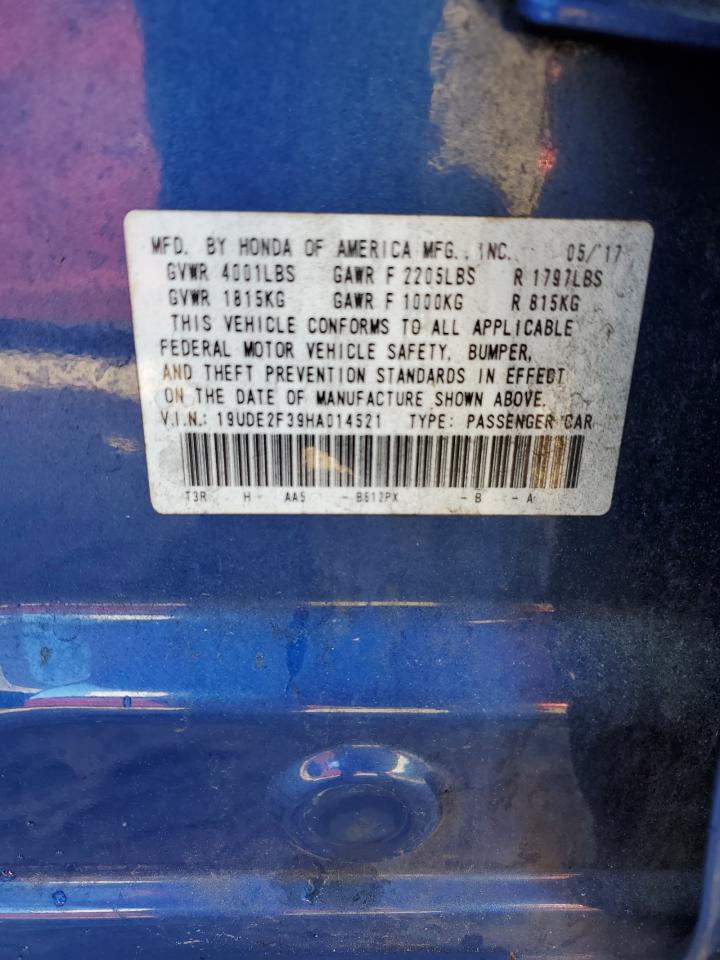 MFD. BY HONDA OF AMERICA MFG., INC. 05/'17
GVWR 4001LBS GAWR F 2205LBS R 1797LBS
GVWR 1815KG GAWR F 1000KG R 815KG
THIS VEHICLE CONFORMS TO ALL APPLICABLE
FEDERAL MOTOR VEHICLE SAFETY, BUMPER,
AND THEFT PREVENTION STANDARDS IN EFFECT
ON THE DATE OF MANUFACTURE SHOWN ABOVE.
V.I.N.: 19UDE2F39HA014521 TYPE: PASSENGER CAR
T3R H AA5 - B612PX - B - A